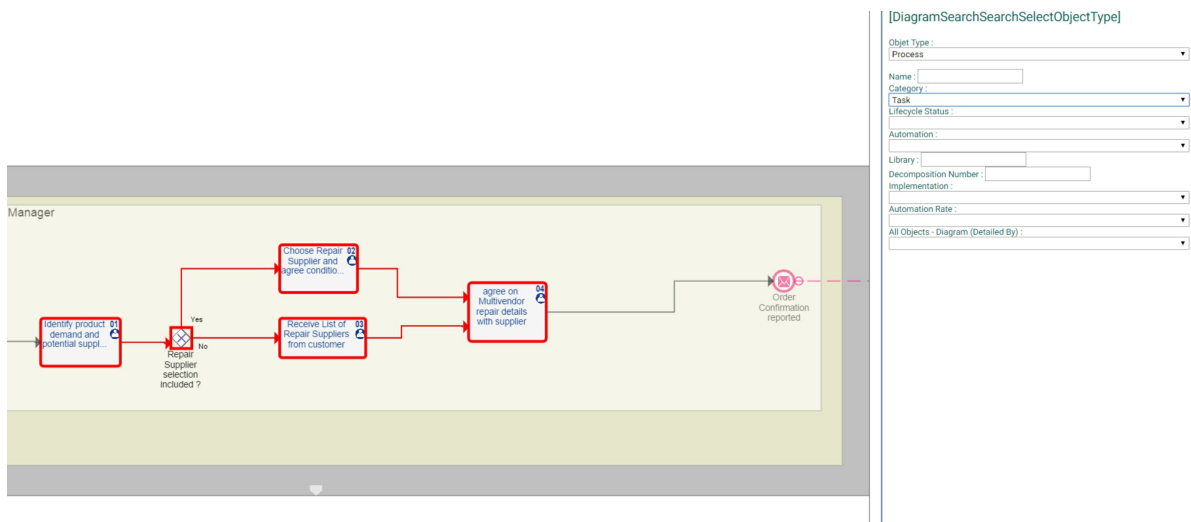 [DiagramSearchSearchSelectObjectType]
Objet Type :
Process
Name :
Category :
Task
Lifecycle Status :
Automation :
Library :
Decomposition Number :
Implementation :
Automation Rate :
All Objects - Diagram (Detailed By) :
Manager
Identify product 01
demand and
potential suppl...
Yes
No
Repair
Supplier
selection
included ?
Choose Repair 02
Supplier and
agree conditio...
Receive List of 03
Repair Suppliers
from customer
04
agree on
Multivendor
repair details
with supplier
Order
Confirmation
reported